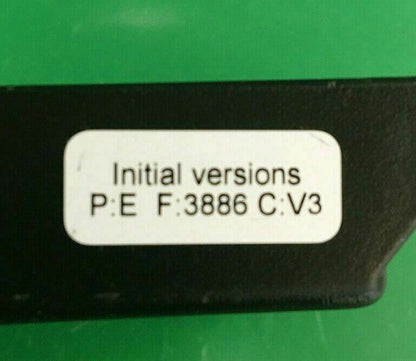 Initial versions
P:E F:3886 C:V3